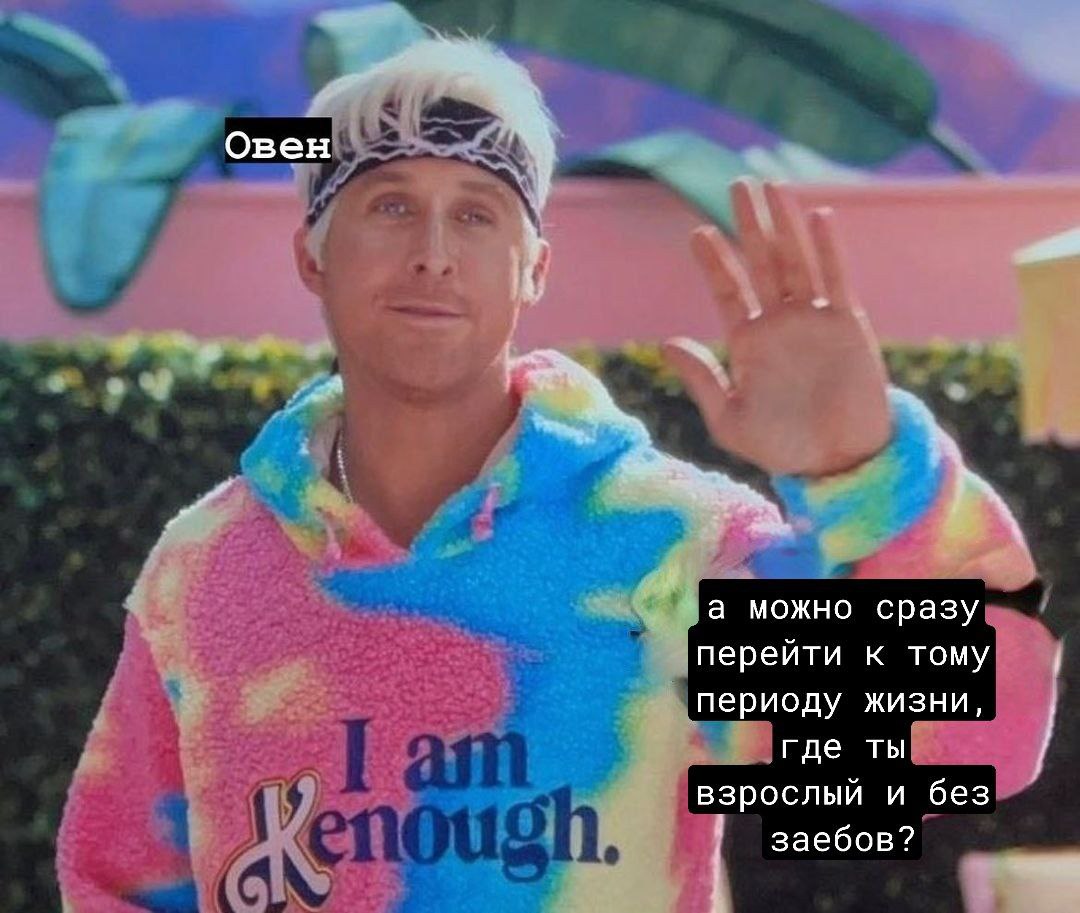 Овен
а можно сразу
перейти к тому
периоду жизни,
где ты
взрослый и без
заебов?
I am
Kenough.